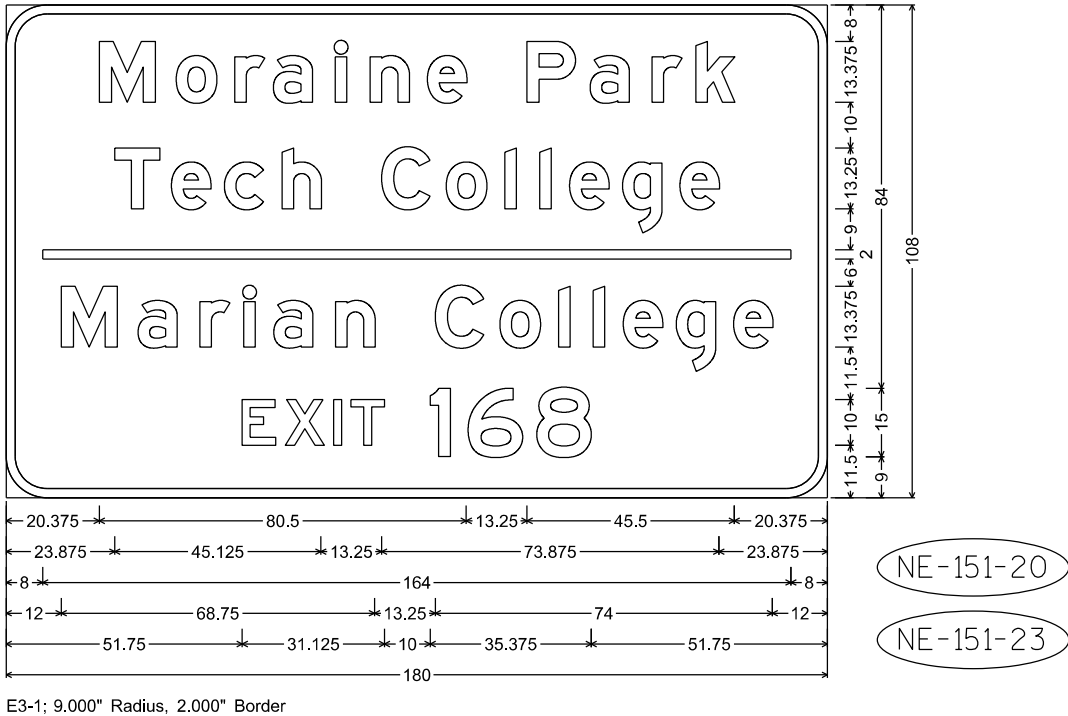 Moraine Park
Tech College
Marian College
EXIT 168
8
13.375
10
13.25
9
2
6
13.375
11.5
10
11.5
84
15
9
108
20.375 80.5 13.25 45.5 20.375
23.875 45.125 13.25 73.875 23.875
8 164 8
12 68.75 13.25 74 12
51.75 31.125 10 35.375 51.75
180
NE-151-20
NE-151-23
E3-1; 9.000" Radius, 2.000" Border